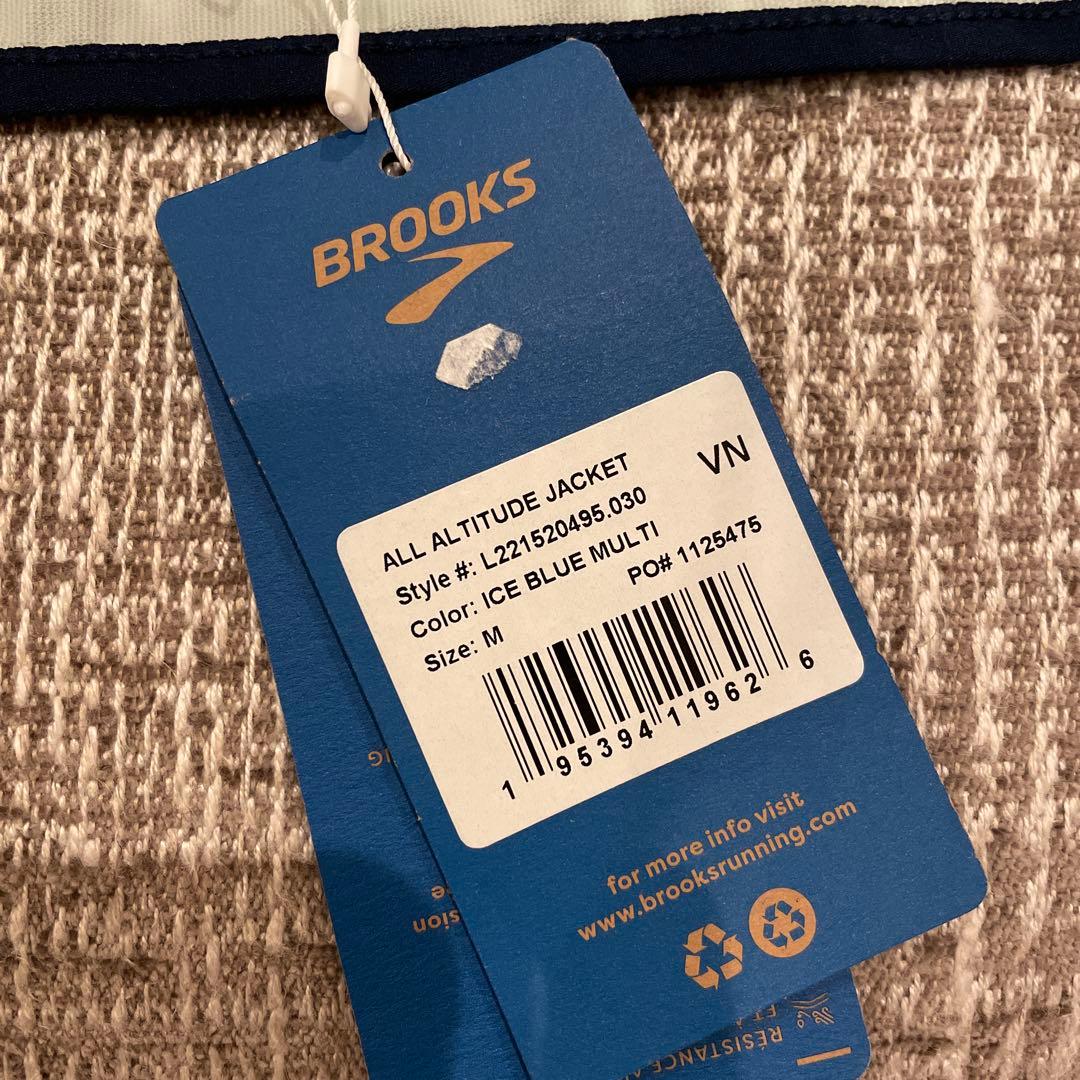 BROOKS
ALL ALTITUDE JACKET
VN
Style #: L221520495.030
Color: ICE BLUE MULTI
Size: M
PO# 1125475
1 95394 11962 6
for more info visit
www.brooksrunning.com
RÉSISTANCE